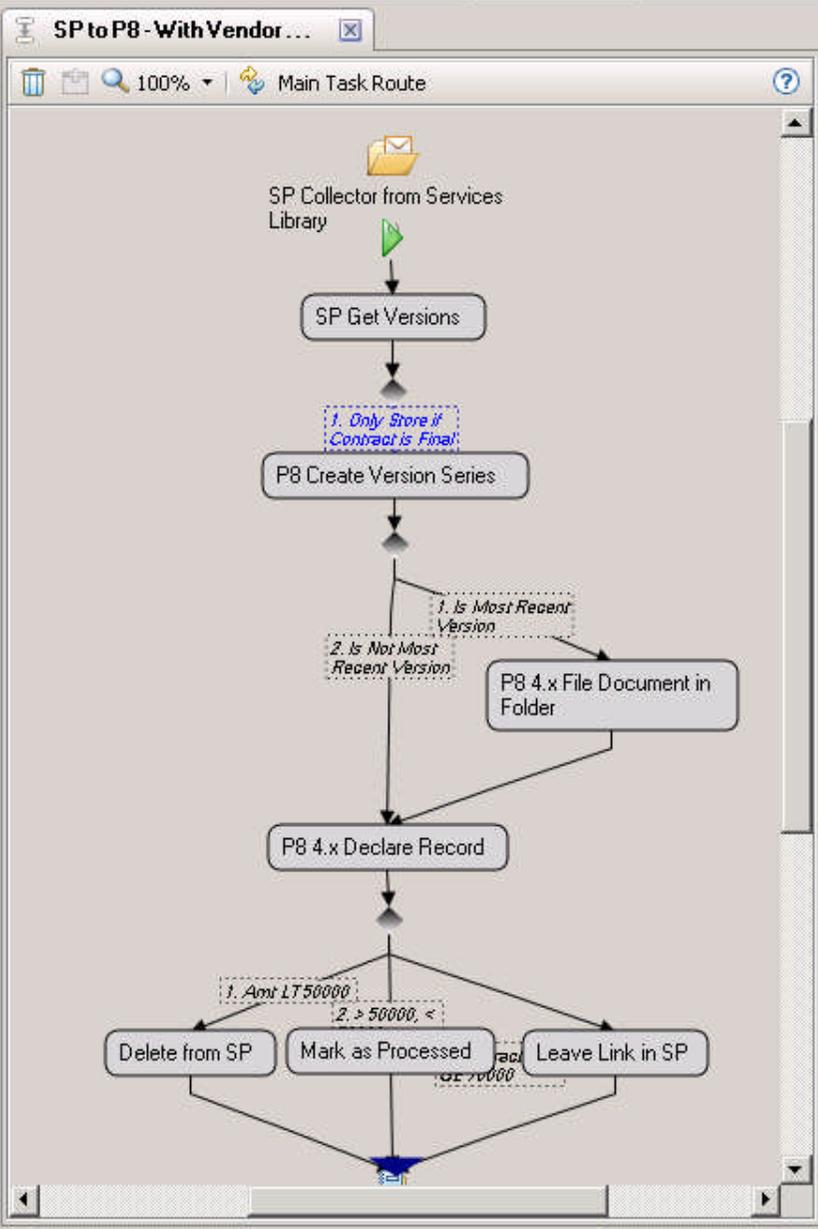 SP to P8 - With Vendor...
100%
Main Task Route
?
SP Collector from Services
Library
SP Get Versions
1. Only Store if
Contract is Final
P8 Create Version Series
1. Is Most Recent
Version
2. Is Not Most
Recent Version
P8 4.x File Document in
Folder
P8 4.x Declare Record
1. Amt LT 50000
2. > 50000, <
Delete from SP
Mark as Processed
Leave Link in SP